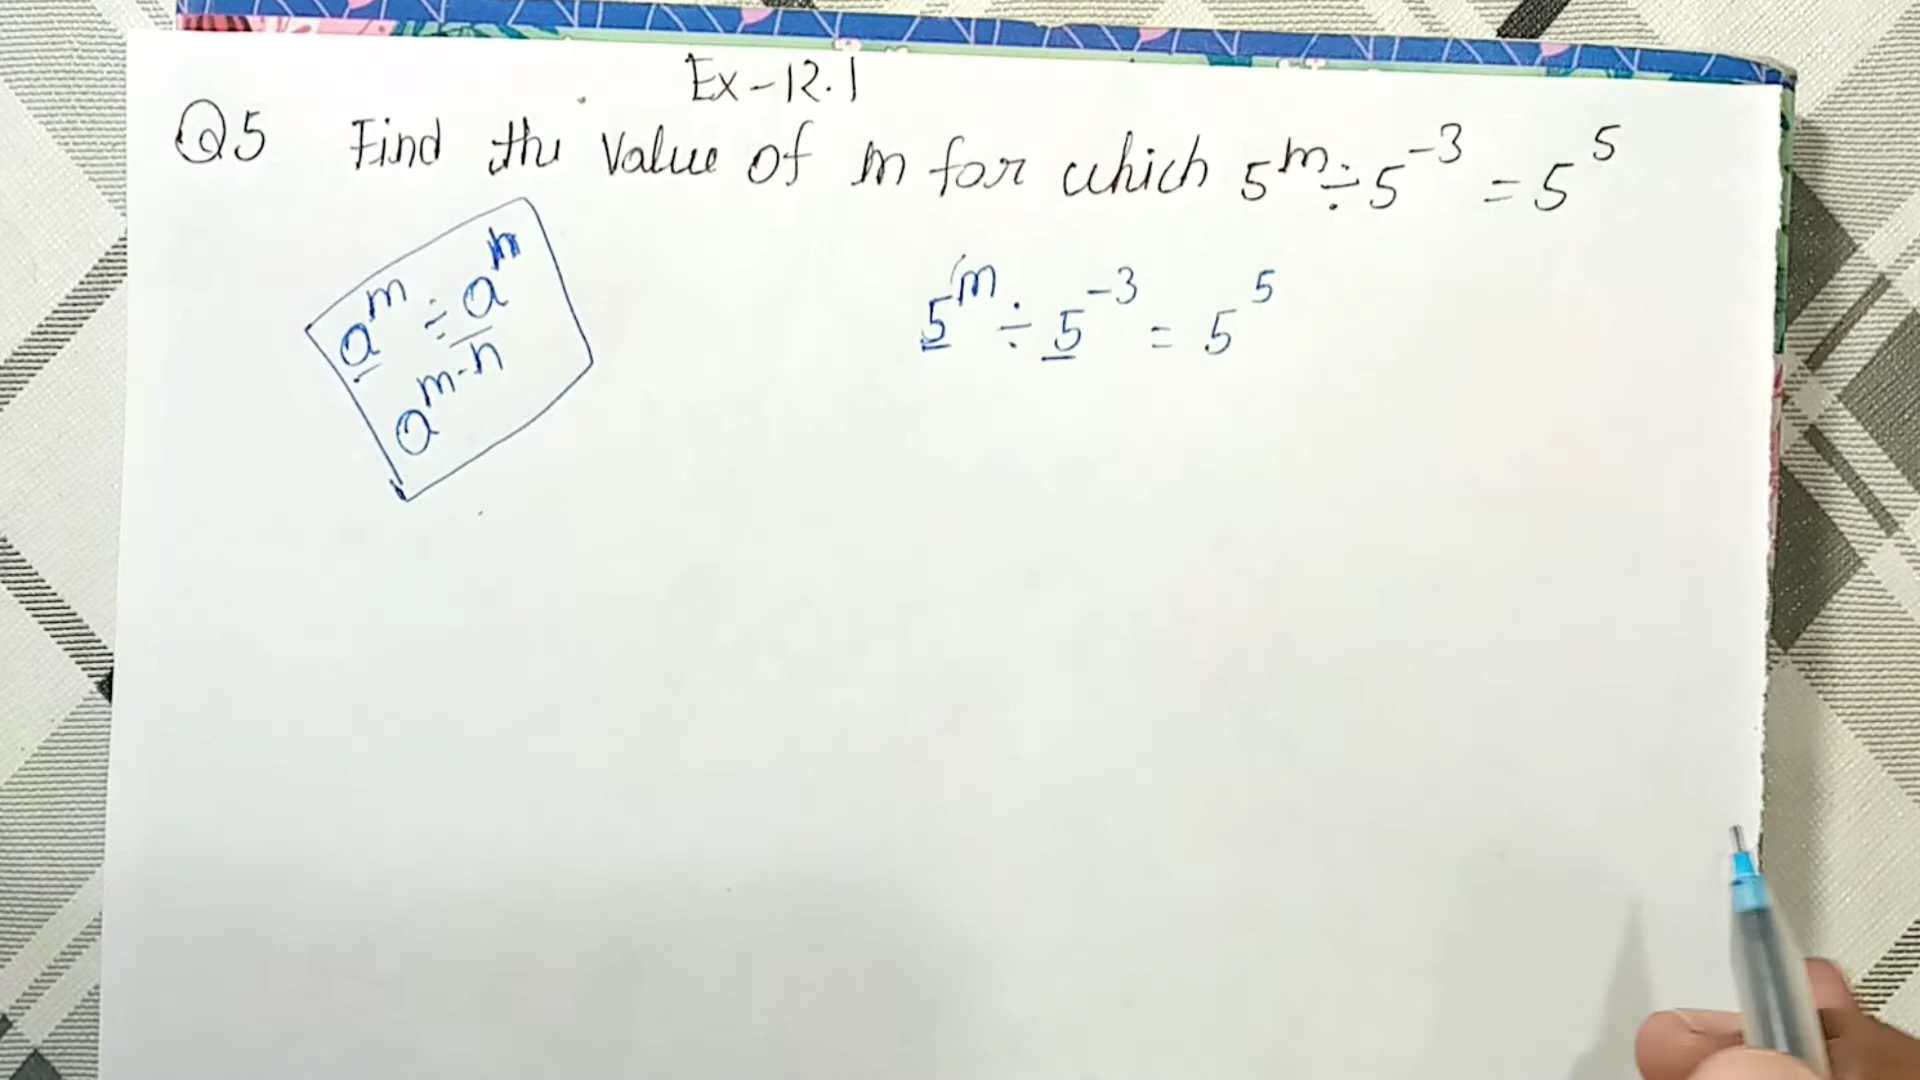 Ex-12.1
Q5 Find the Value of m for which 5^m ÷ 5^-3 = 5^5
a^m ÷ a^n
a^m-n
5^m ÷ 5^-3 = 5^5